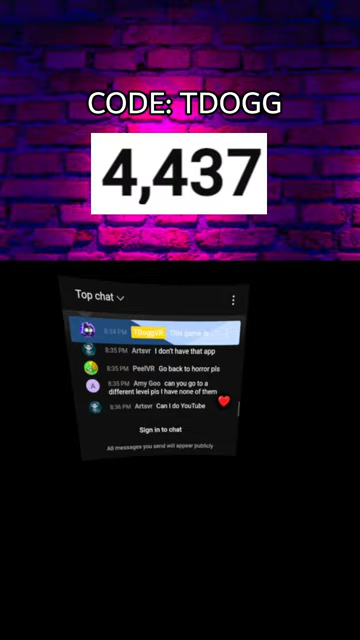 CODE: TDOGG
4,437
Top chat
8:34 PM TDoggVR This game is
8:35 PM Artsvr I don't have that app
8:35 PM PeelVR Go back to horror pls
8:35 PM Amy Goo can you go to a
different level pls I have none of them
8:36 PM Artsvr Can I do YouTube
Sign in to chat
All messages you send will appear publicly